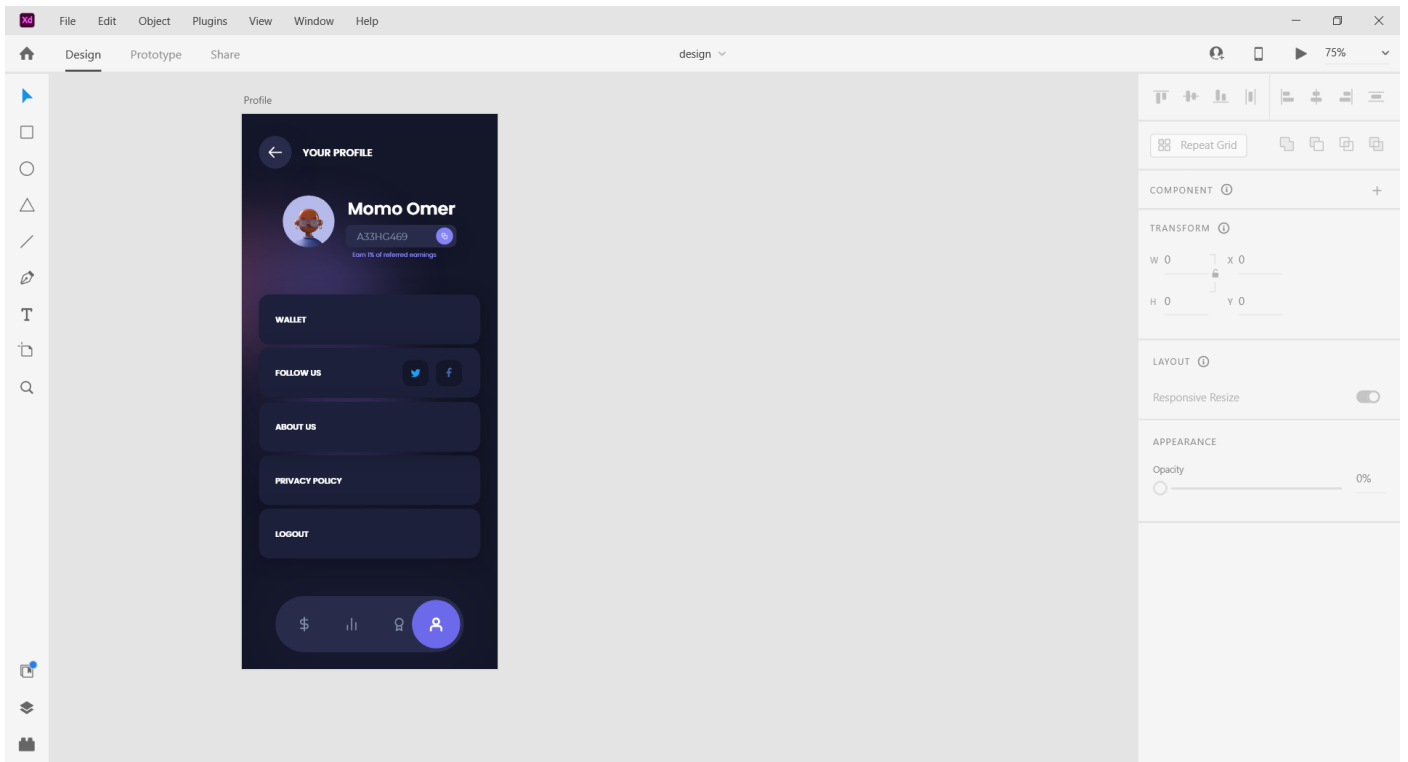 Xd File Edit Object Plugins View Window Help
Design Prototype Share design 75%
Profile
YOUR PROFILE
Momo Omer
A33HG469
Earn 1% of referred earnings
WALLET
FOLLOW US
ABOUT US
PRIVACY POLICY
LOGOUT
Repeat Grid
COMPONENT
TRANSFORM
W 0 X 0
H 0 Y 0
LAYOUT
Responsive Resize
APPEARANCE
Opacity
0%